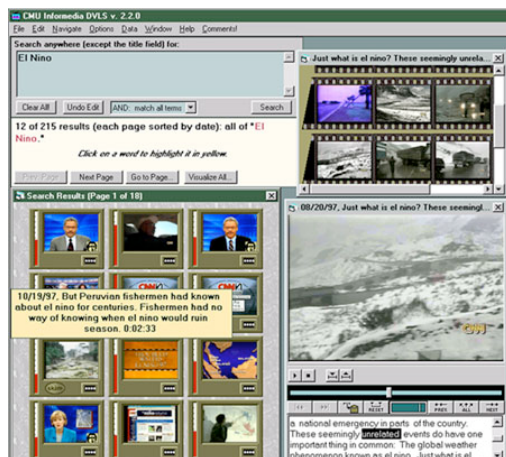 CMU Informedia DVLS v. 2.2.0
File Edit Navigate Options Data Window Help Comments!
Search anywhere (except the title field) for:
El Nino
Clear All! Undo Edit AND: match all terms Search
12 of 215 results (each page sorted by date): all of "El
Nino."
Click on a word to highlight it in yellow.
Prev. Page Next Page Go to Page... Visualize All...
Just what is el nino? These seemingly unrela...
Search Results (Page 1 of 18)
10/19/97, But Peruvian fishermen had known
about el nino for centuries. Fishermen had no
way of knowing when el nino would ruin
season. 0:02:33
08/20/97, Just what is el nino? These seemingl...
CNN
RESET PREV ALL NEXT
a national emergency in parts of the country.
These seemingly unrelated events do have one
important thing in common: The global weather
phenomenon known as el nino. Just what is el